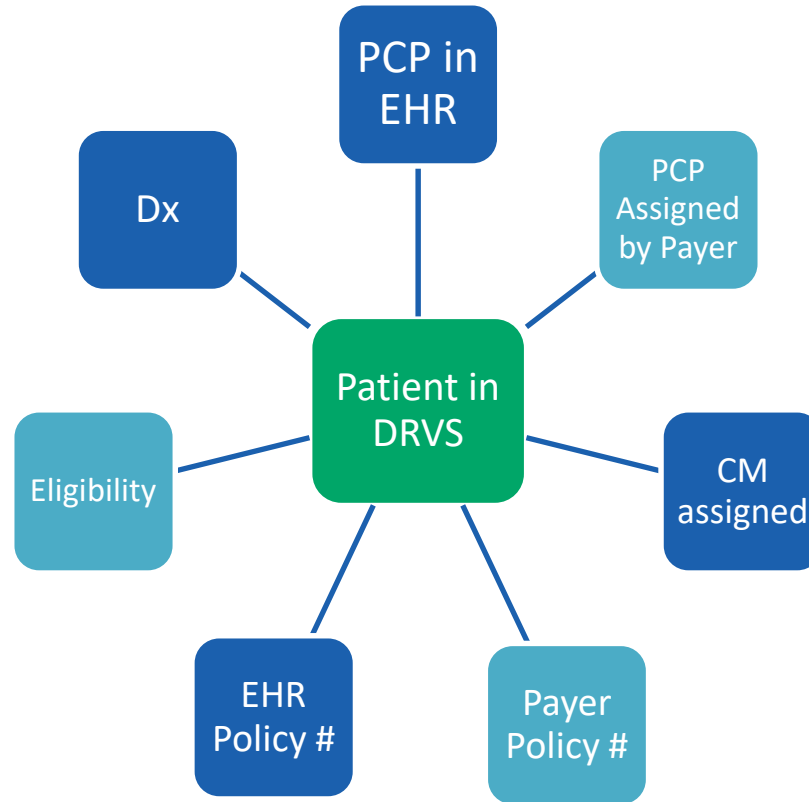 PCP in
EHR
PCP
Assigned
by Payer
Dx
Patient in
DRVS
Eligibility
CM
assigned
EHR
Policy #
Payer
Policy #